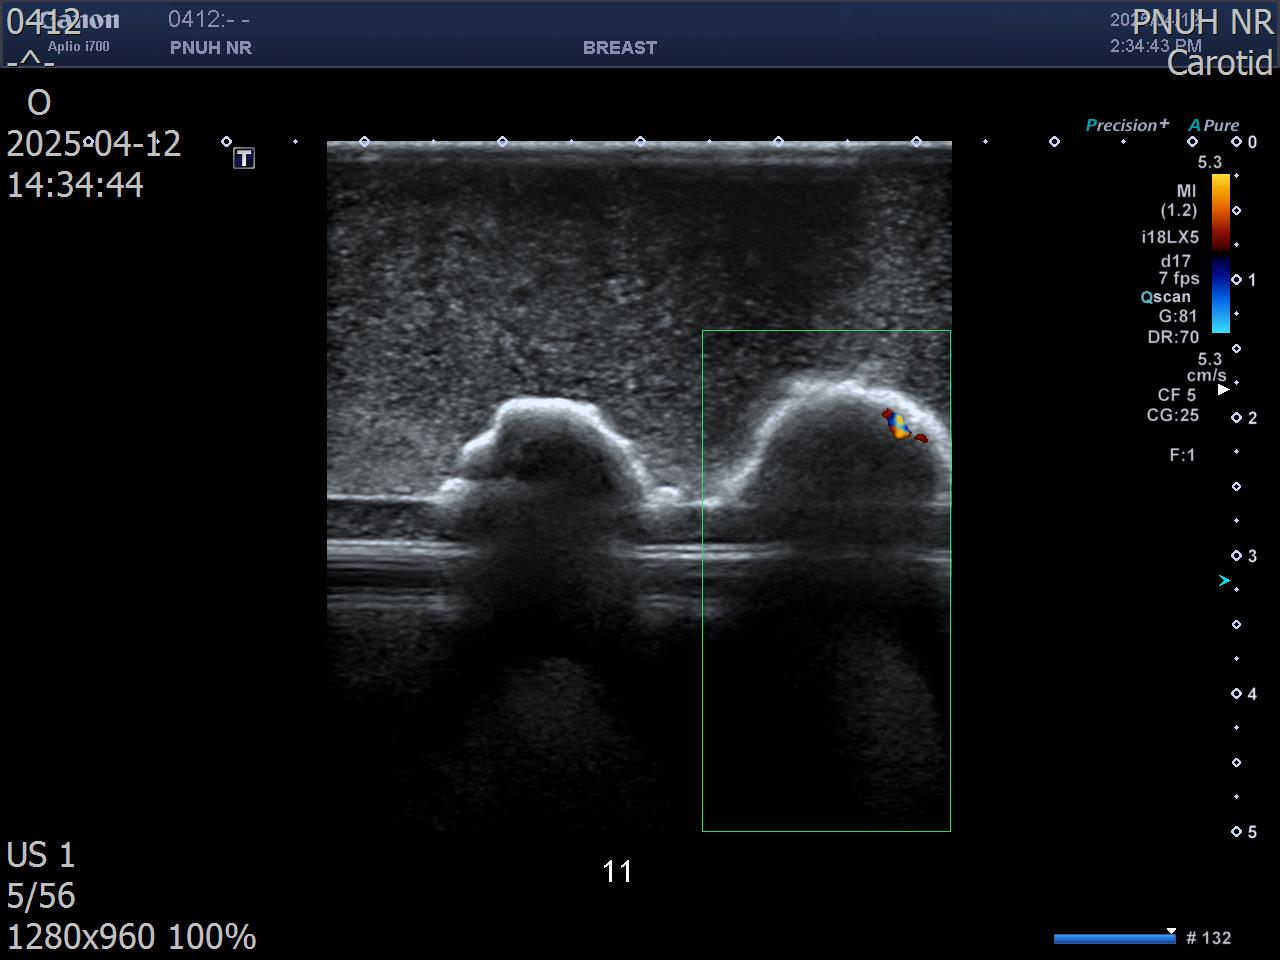 0412
Canon
0412:- -
PNUH NR
2:34:43 PM
Aplio i700
PNUH NR
BREAST
-^-
Carotid
O
2025-04-12
14:34:44
T
Precision+ A Pure
0
5.3
MI
(1.2)
i18LX5
d17
7 fps
1
Qscan
G:81
DR:70
5.3
cm/s
CF 5
CG:25
2
F:1
3
4
5
US 1
11
5/56
1280x960 100%
# 132